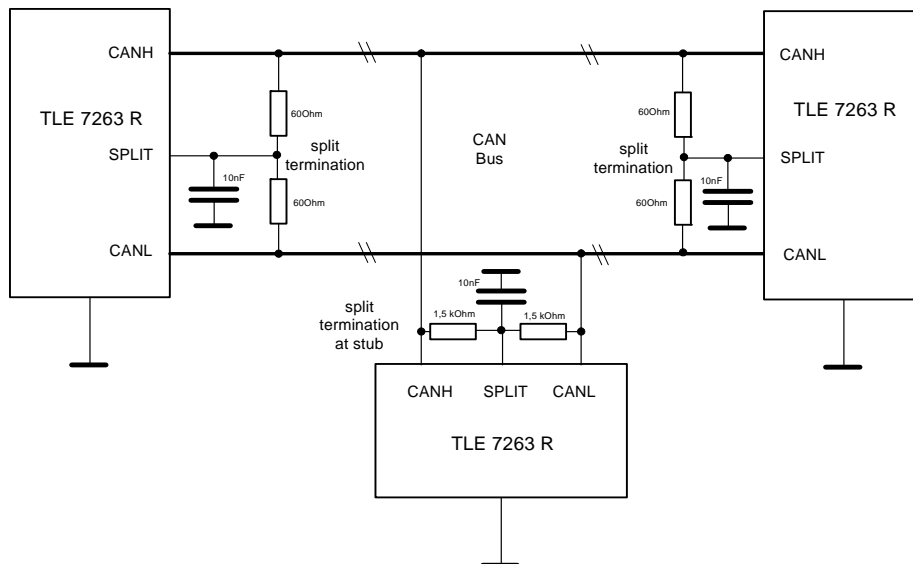 CANH
TLE 7263 R
SPLIT
CANL
10nF
60Ohm
split
termination
60Ohm
CAN
Bus
split
termination
60Ohm
60Ohm
10nF
CANH
TLE 7263 R
SPLIT
CANL
split
termination
at stub
10nF
1,5 kOhm
1,5 kOhm
CANH SPLIT CANL
TLE 7263 R